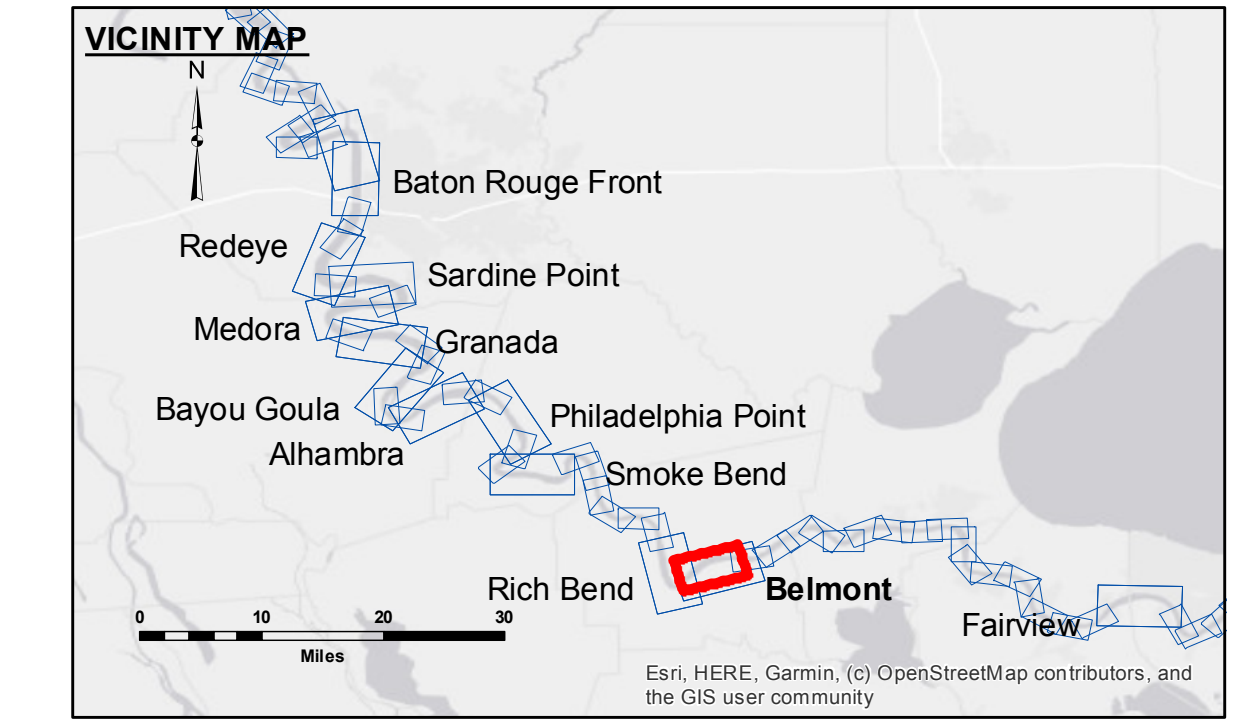 VICINITY MAP
N
Baton Rouge Front
Redeye
Sardine Point
Medora
Granada
Bayou Goula
Philadelphia Point
Alhambra
Smoke Bend
Rich Bend
Belmont
Fairview
0 10 20 30
Miles
Esri, HERE, Garmin, (c) OpenStreetMap contributors, and
the GIS user community